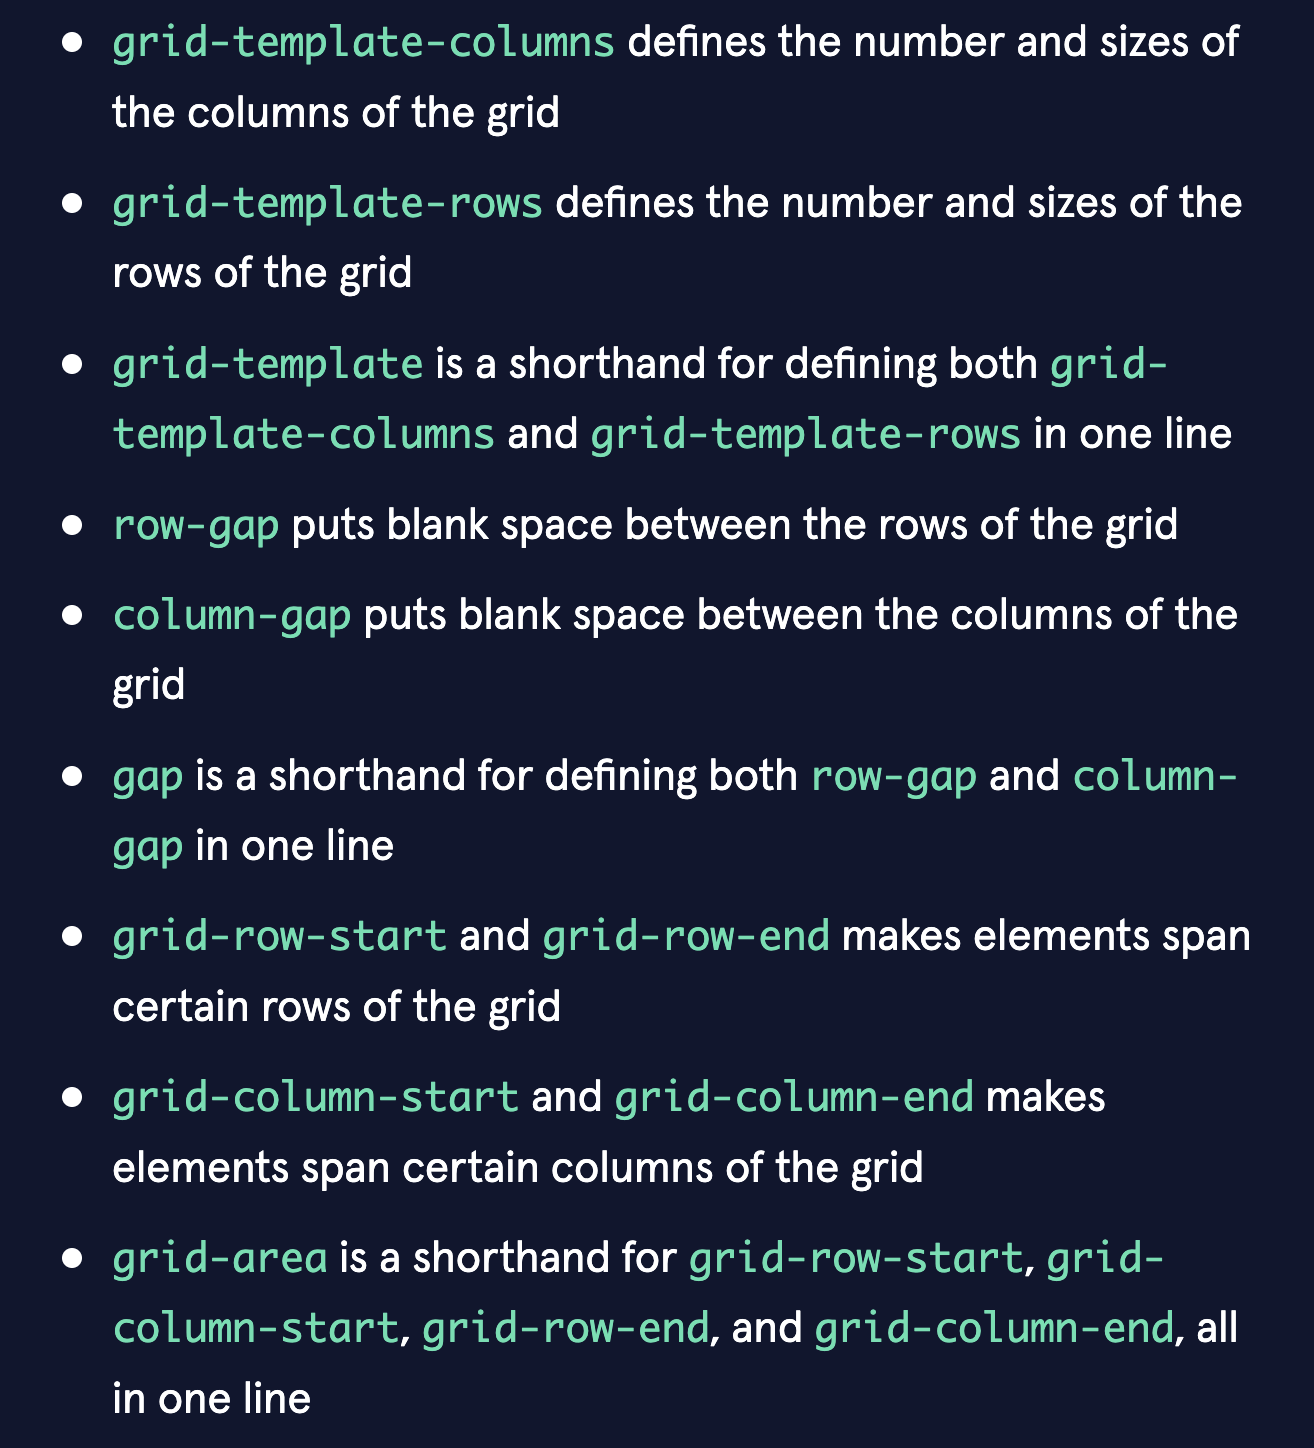 • grid-template-columns defines the number and sizes of
the columns of the grid
• grid-template-rows defines the number and sizes of the
rows of the grid
• grid-template is a shorthand for defining both grid-
template-columns and grid-template-rows in one line
• row-gap puts blank space between the rows of the grid
• column-gap puts blank space between the columns of the
grid
• gap is a shorthand for defining both row-gap and column-
gap in one line
• grid-row-start and grid-row-end makes elements span
certain rows of the grid
• grid-column-start and grid-column-end makes
elements span certain columns of the grid
• grid-area is a shorthand for grid-row-start, grid-
column-start, grid-row-end, and grid-column-end, all
in one line